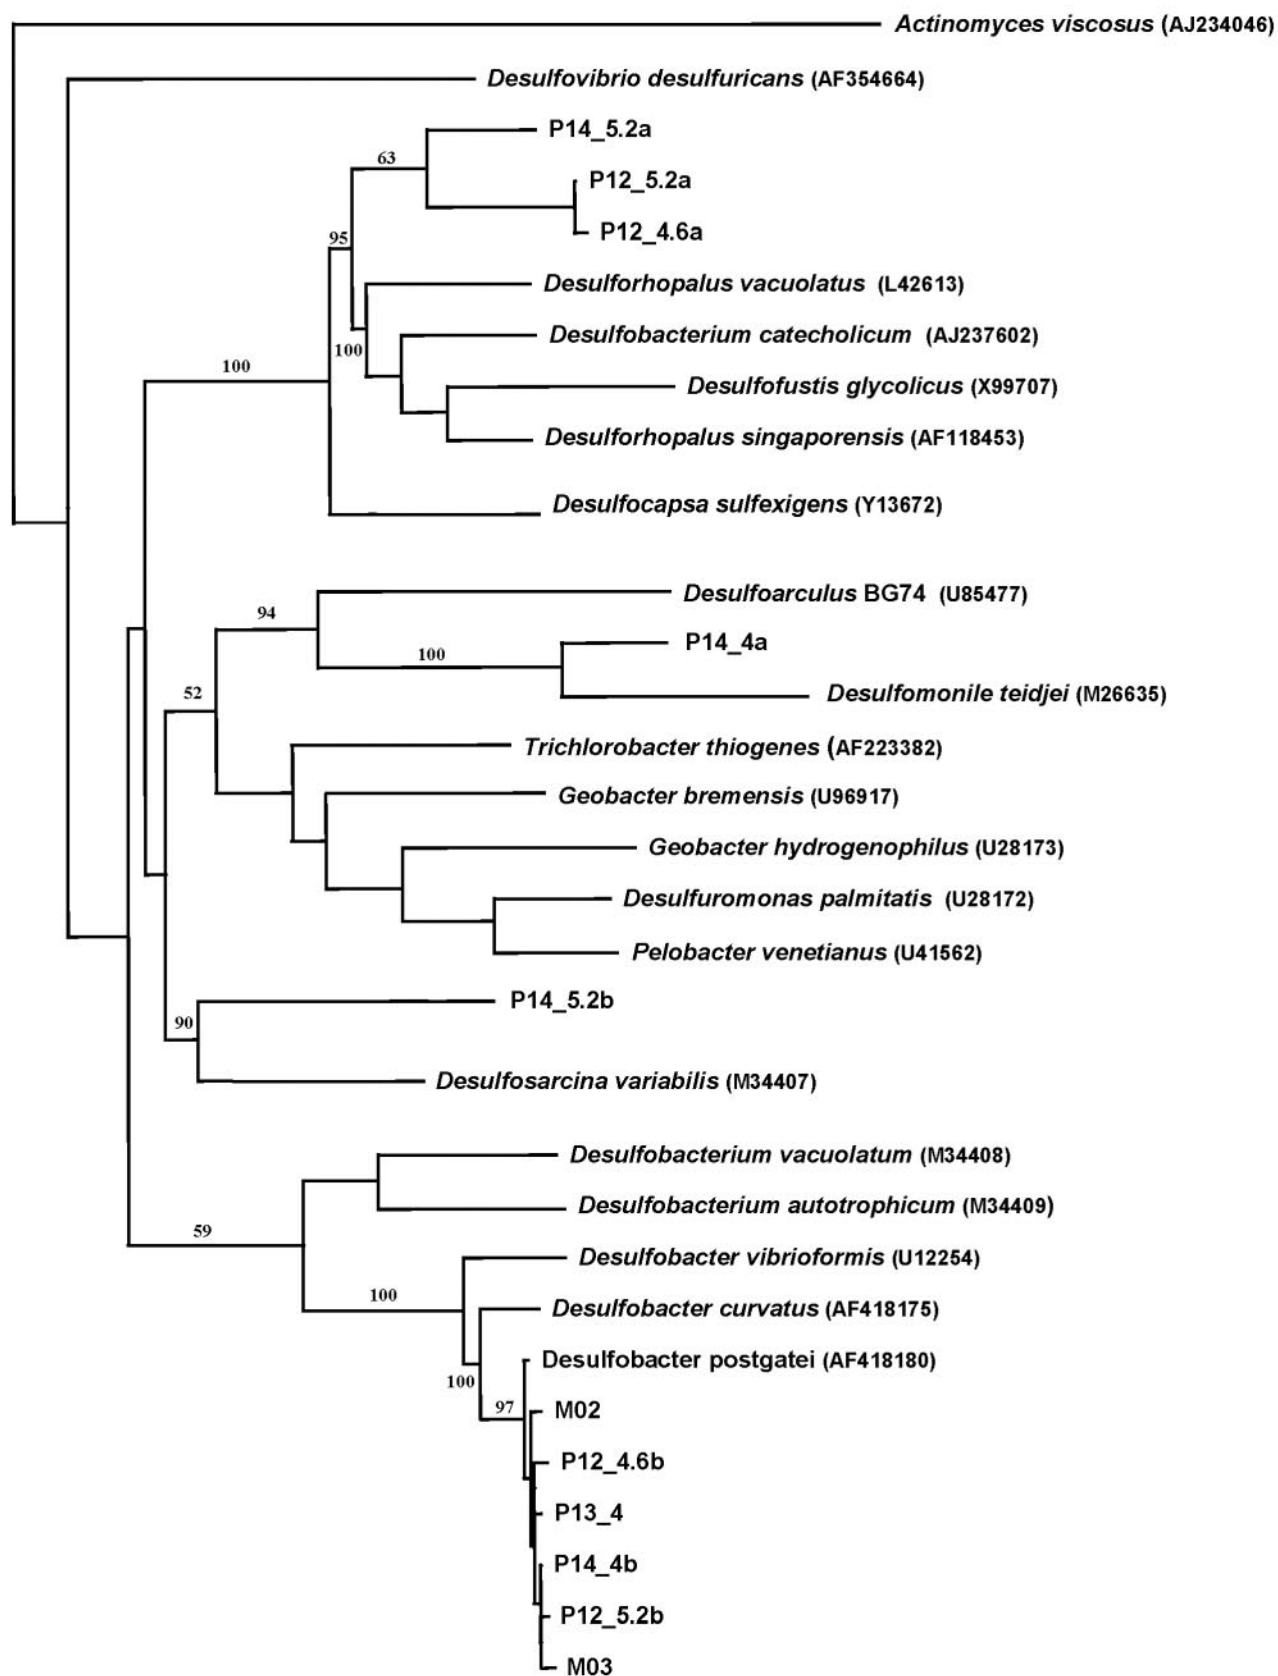 Actinomyces viscosus (AJ234046)
Desulfovibrio desulfuricans (AF354664)
P14_5.2a
63
P12_5.2a
P12_4.6a
95
Desulforhopalus vacuolatus (L42613)
Desulfobacterium catecholicum (AJ237602)
100
100
Desulfofustis glycolicus (X99707)
Desulforhopalus singaporensis (AF118453)
Desulfocapsa sulfexigens (Y13672)
Desulfoarculus BG74 (U85477)
94
P14_4a
100
Desulfomonile teidjei (M26635)
52
Trichlorobacter thiogenes (AF223382)
Geobacter bremensis (U96917)
Geobacter hydrogenophilus (U28173)
Desulfuromonas palmitatis (U28172)
Pelobacter venetianus (U41562)
P14_5.2b
90
Desulfosarcina variabilis (M34407)
Desulfobacterium vacuolatum (M34408)
Desulfobacterium autotrophicum (M34409)
59
Desulfobacter vibrioformis (U12254)
100
Desulfobacter curvatus (AF418175)
Desulfobacter postgatei (AF418180)
100
97
M02
P12_4.6b
P13_4
P14_4b
P12_5.2b
M03